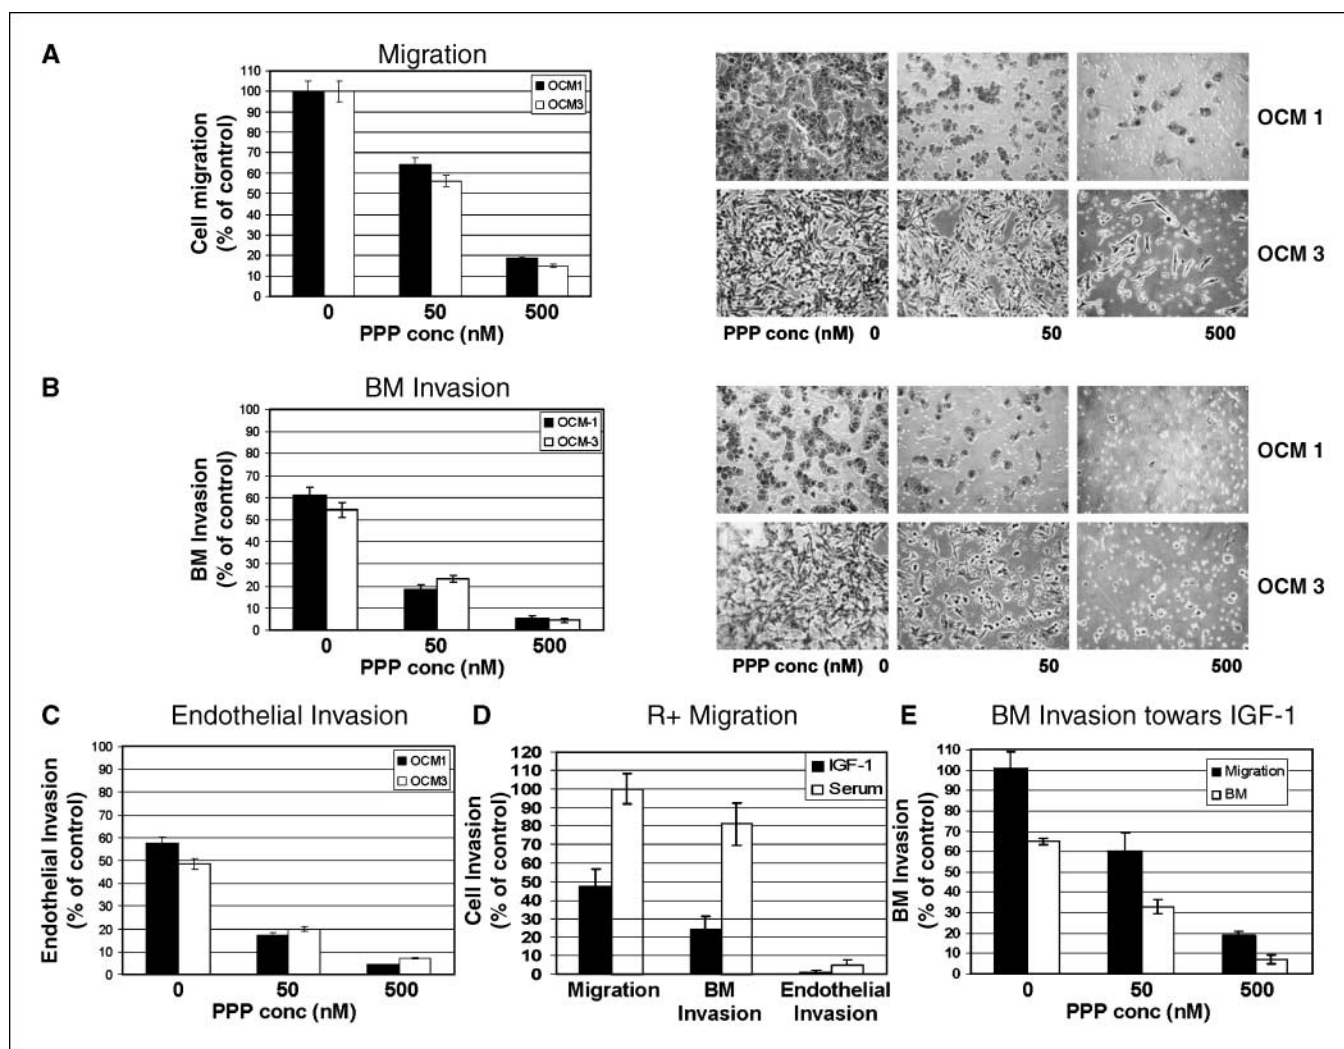 A
Migration
Cell migration
(% of control)
110
100
90
80
70
60
50
40
30
20
10
0
OCM1
OCM3
0 50 500
PPP conc (nM)
OCM 1
OCM 3
PPP conc (nM) 0 50 500
B
BM Invasion
BM Invasion
(% of control)
100
90
80
70
60
50
40
30
20
10
0
OCM-1
OCM-3
0 50 500
PPP conc (nM)
OCM 1
OCM 3
PPP conc (nM) 0 50 500
C
Endothelial Invasion
Endothelial Invasion
(% of control)
100
90
80
70
60
50
40
30
20
10
0
OCM1
OCM3
0 50 500
PPP conc (nM)
D
R+ Migration
Cell Invasion
(% of control)
120
110
100
90
80
70
60
50
40
30
20
10
0
IGF-1
Serum
Migration BM Endothelial
Invasion Invasion
E
BM Invasion towars IGF-1
BM Invasion
(% of control)
110
100
90
80
70
60
50
40
30
20
10
0
Migration
BM
0 50 500
PPP conc (nM)